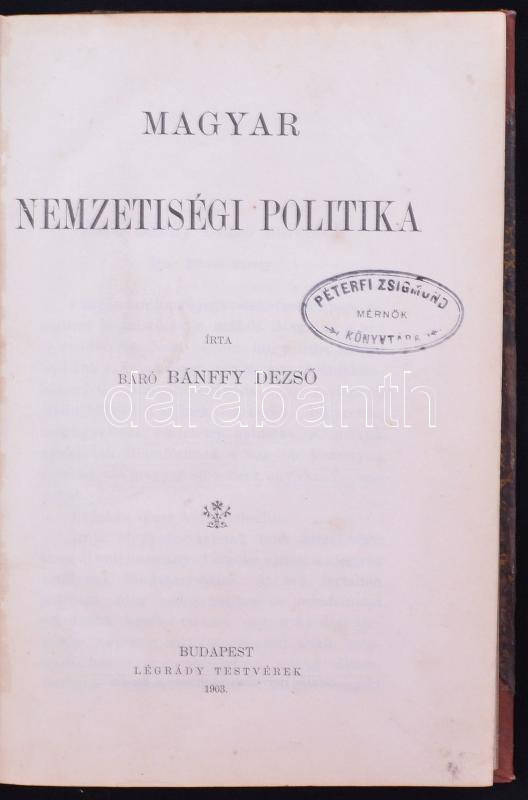 MAGYAR
NEMZETISÉGI POLITIKA
PÉTERFI ZSIGMOND
MÉRNÖK
KÖNYVTÁRA
ÍRTA
BÁRÓ BÁNFFY DEZSŐ
darabanth
BUDAPEST
LÉGRÁDY TESTVÉREK
1903.